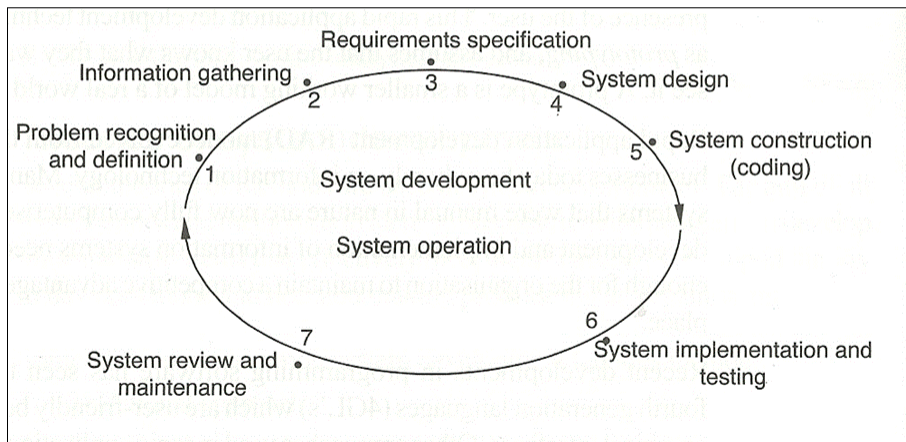 Requirements specification
3
Information gathering
2
System design
4
Problem recognition
and definition
1
System construction
(coding)
5
System development
System operation
6
System implementation and
testing
7
System review and
maintenance